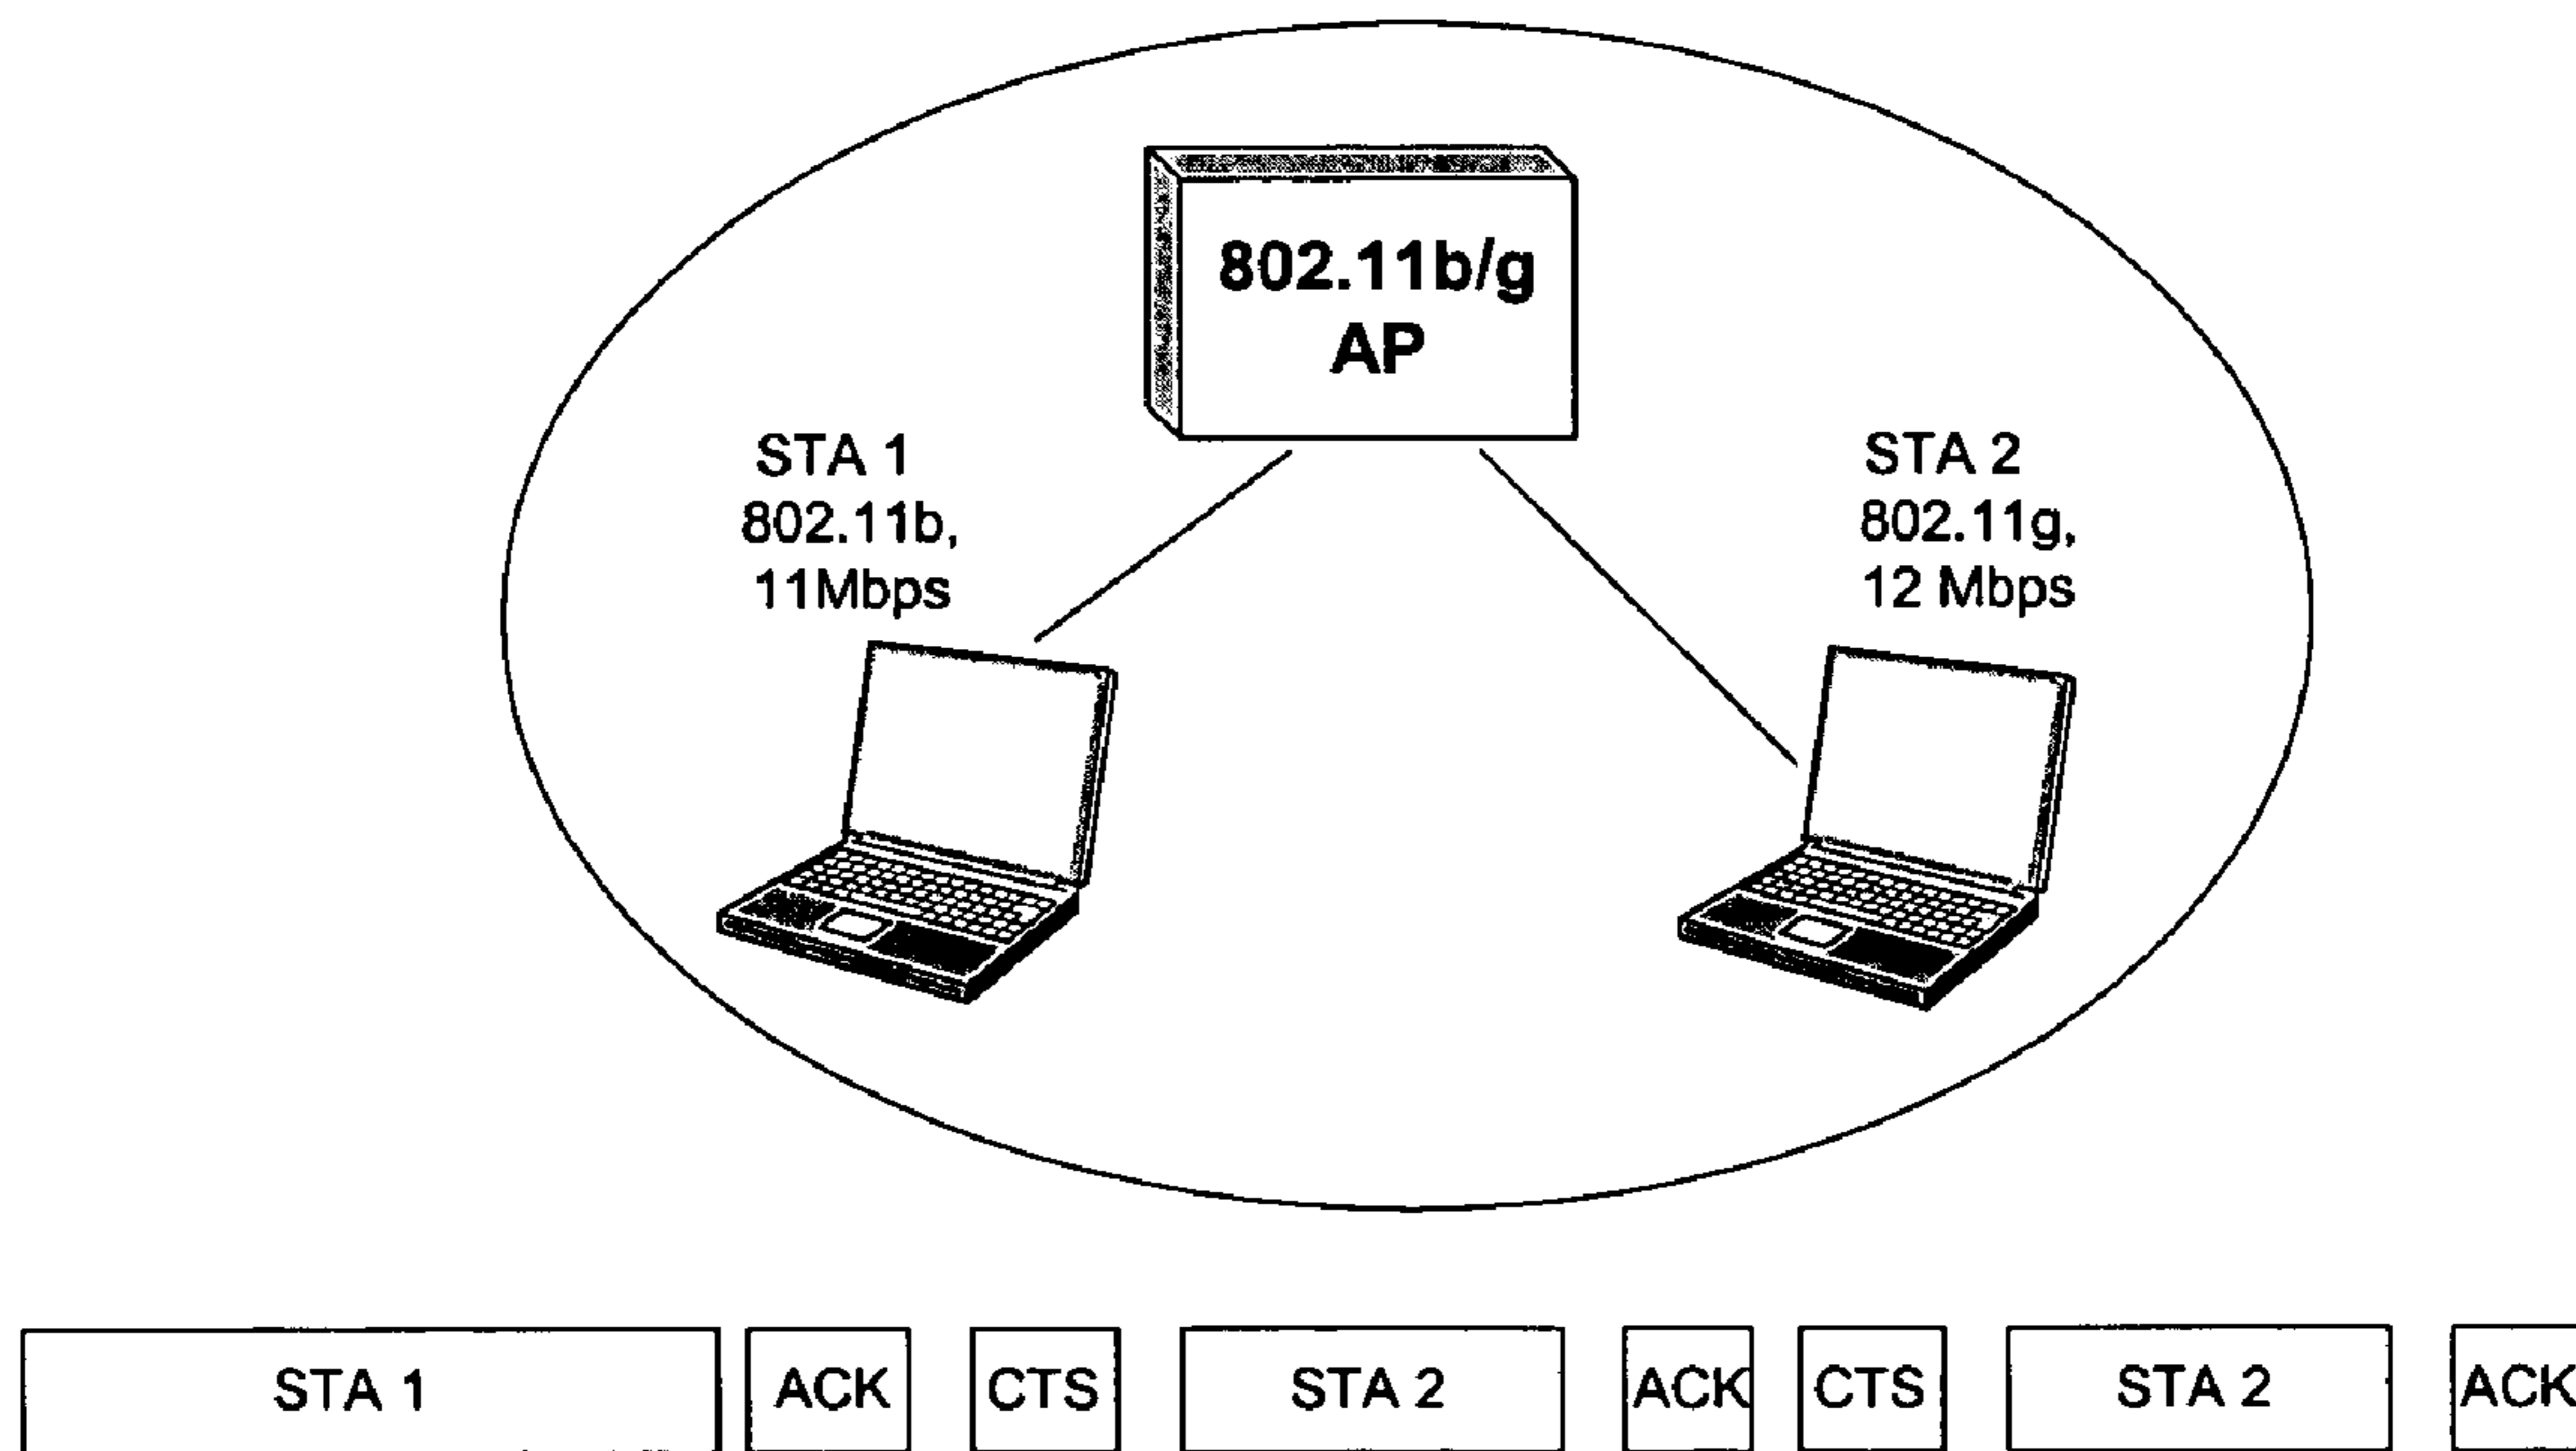 802.11b/g
AP
STA 1
802.11b,
11Mbps
STA 2
802.11g,
12 Mbps
STA 1 ACK CTS STA 2 ACK CTS STA 2 ACK